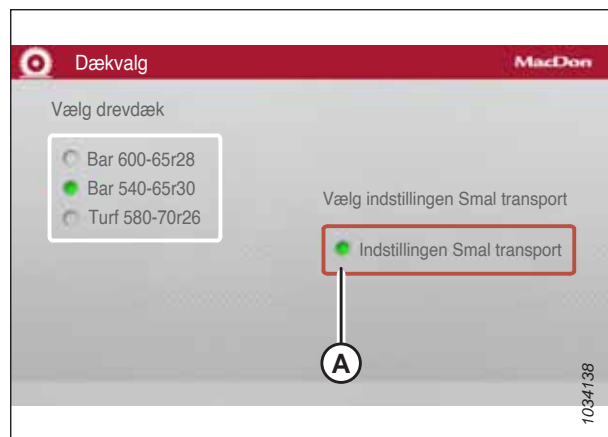 Dækvalg
MacDon
Vælg drevdæk
Bar 600-65r28
Bar 540-65r30
Turf 580-70r26
Vælg indstillingen Smal transport
Indstillingen Smal transport
A
1034138